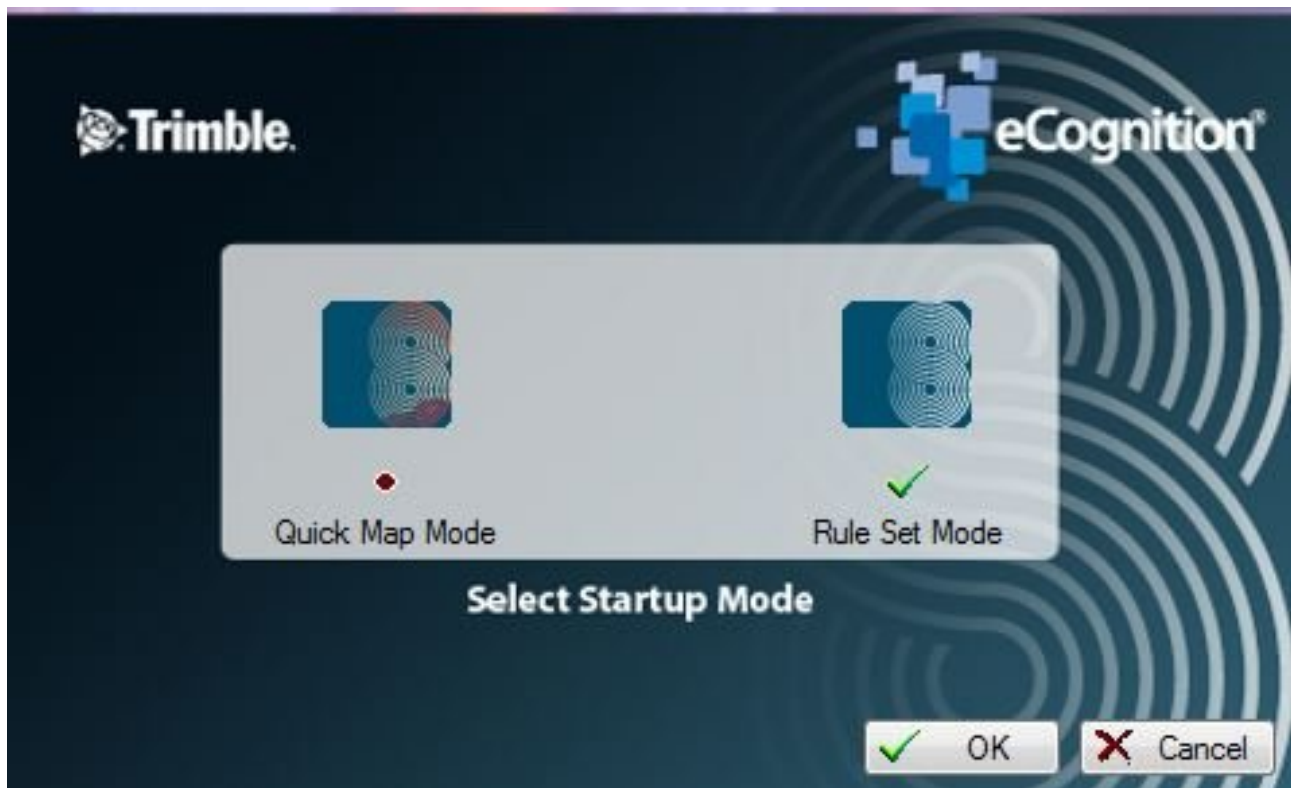 Trimble.
eCognition®
Quick Map Mode
Rule Set Mode
Select Startup Mode
OK
Cancel